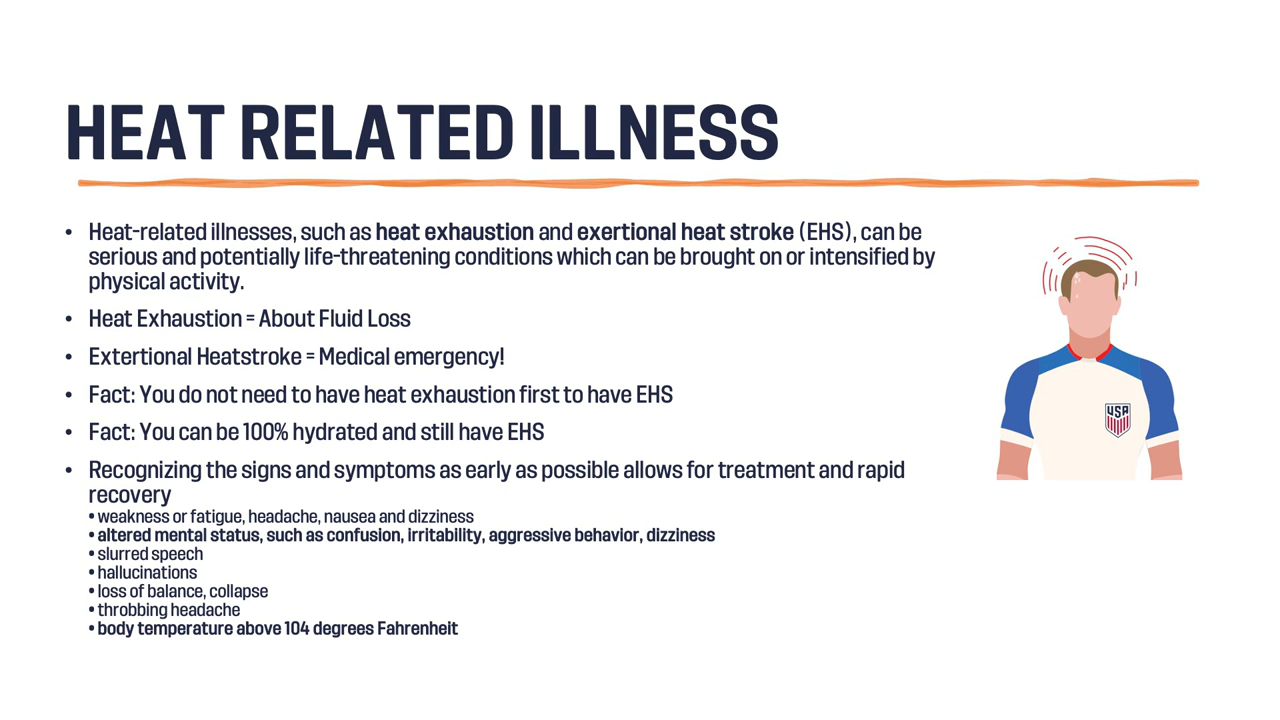 HEAT RELATED ILLNESS
• Heat-related illnesses, such as heat exhaustion and exertional heat stroke (EHS), can be
serious and potentially life-threatening conditions which can be brought on or intensified by
physical activity.
• Heat Exhaustion = About Fluid Loss
• Extertional Heatstroke = Medical emergency!
• Fact: You do not need to have heat exhaustion first to have EHS
• Fact: You can be 100% hydrated and still have EHS
• Recognizing the signs and symptoms as early as possible allows for treatment and rapid
recovery
• weakness or fatigue, headache, nausea and dizziness
• altered mental status, such as confusion, irritability, aggressive behavior, dizziness
• slurred speech
• hallucinations
• loss of balance, collapse
• throbbing headache
• body temperature above 104 degrees Fahrenheit
USA